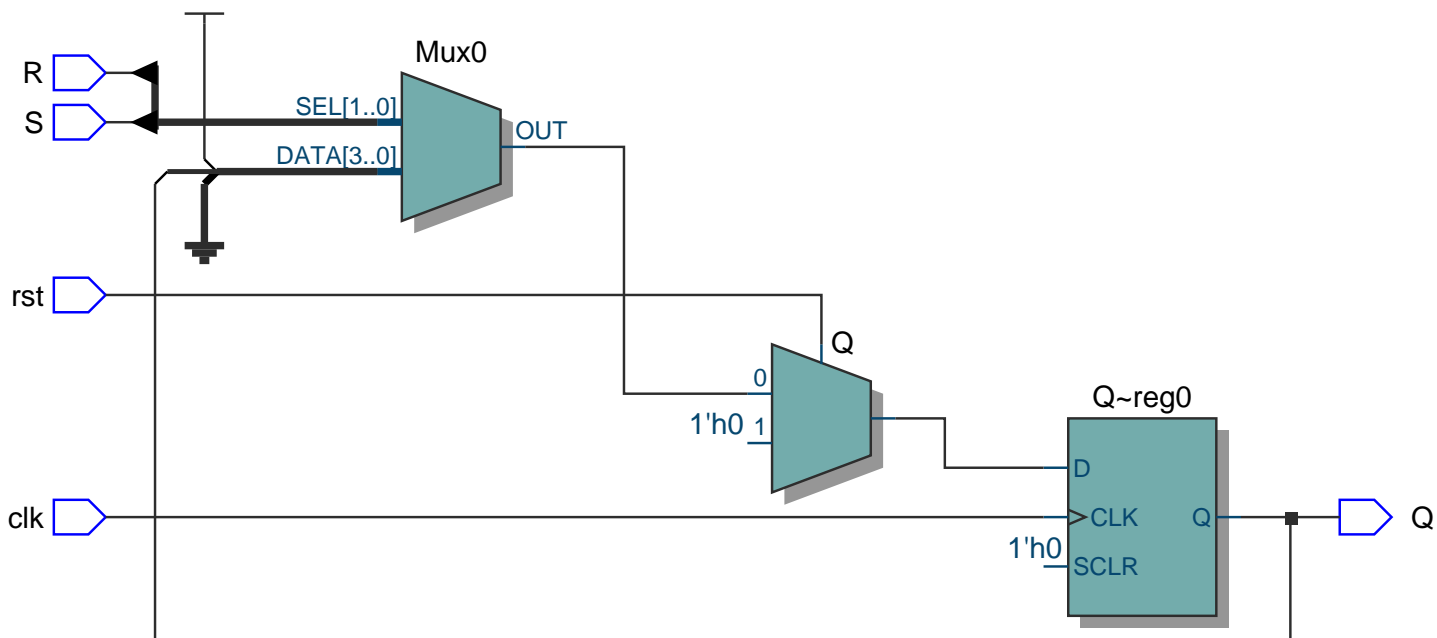 Mux0
R
S
SEL[1..0]
OUT
DATA[3..0]
rst
Q
0
1'h0 1
Q~reg0
D
clk
CLK
Q
Q
1'h0
SCLR